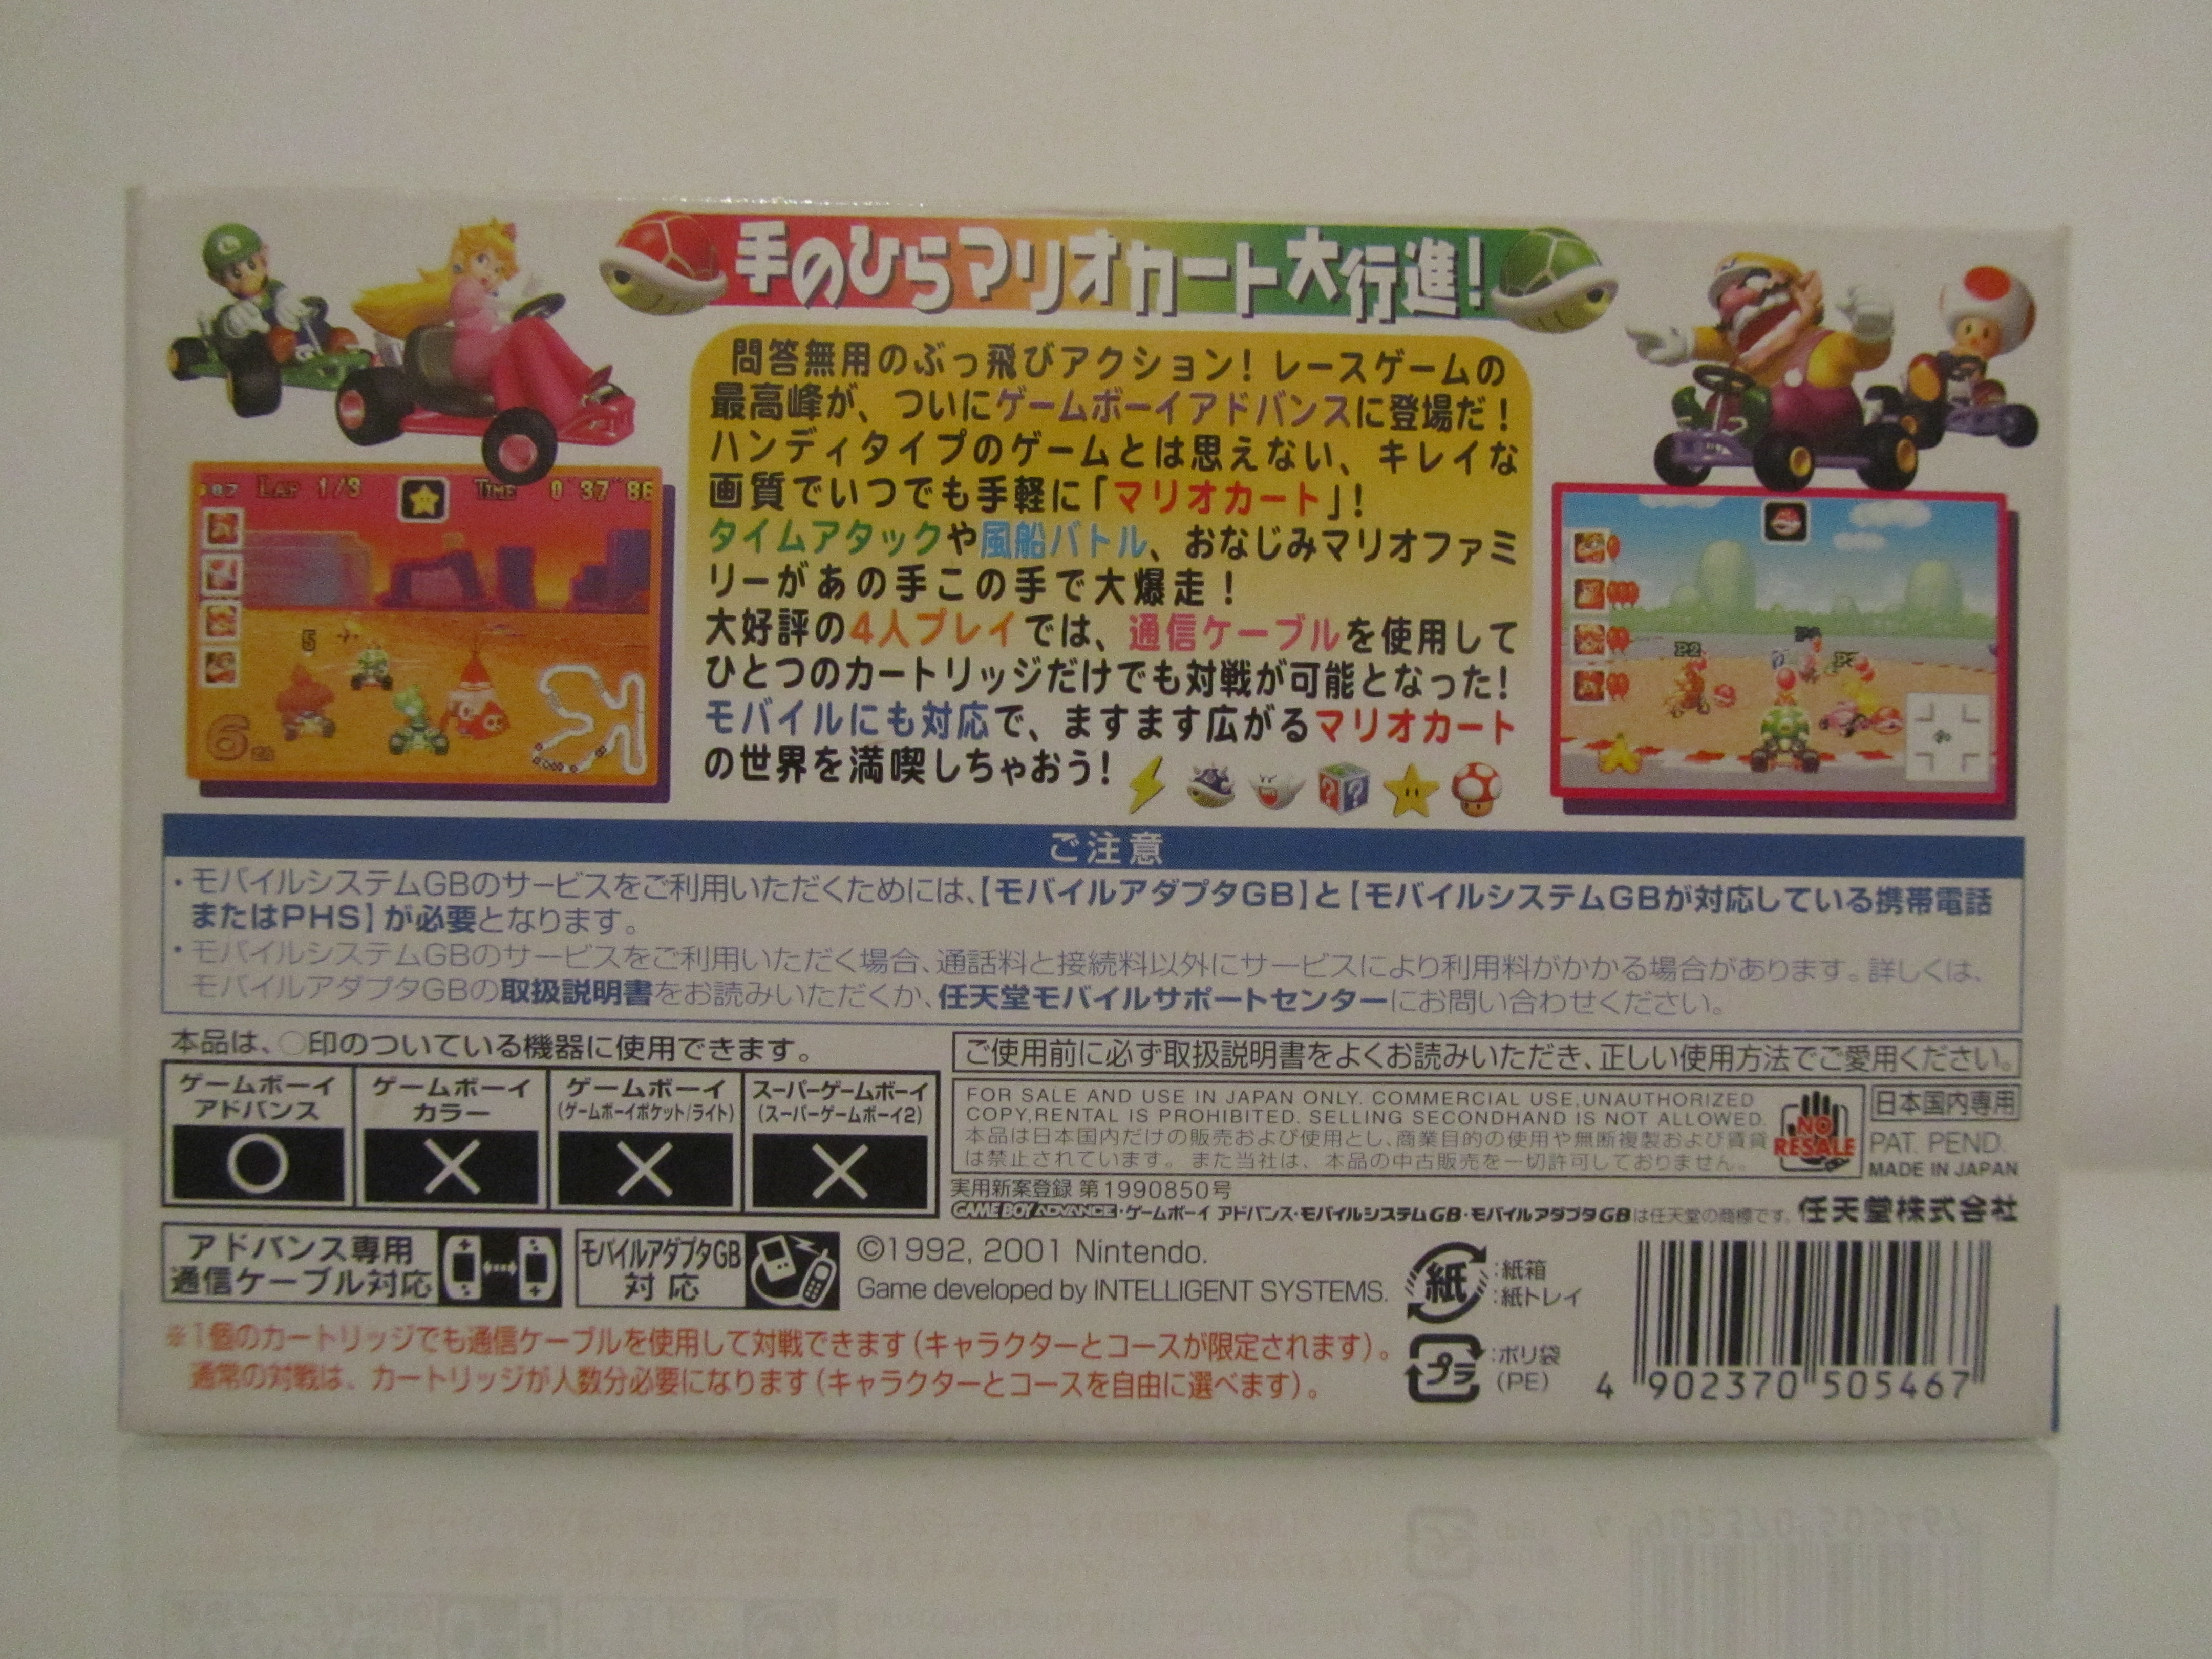 手のひらマリオカート大行進!
問答無用のぶっ飛びアクション!レースゲームの
最高峰が、ついにゲームボーイアドバンスに登場だ!
ハンディタイプのゲームとは思えない、キレイな
画質でいつでも手軽に「マリオカート」!
タイムアタックや風船バトル、おなじみマリオファミ
リーがあの手この手で大爆走!
大好評の4人プレイでは、通信ケーブルを使用して
ひとつのカートリッジだけでも対戦が可能となった!
モバイルにも対応で、ますます広がるマリオカート
の世界を満喫しちゃおう!
LAP 1/3 TIME 0'37"86
5
6
P2
P3
ご注意
・モバイルシステムGBのサービスをご利用いただくためには、【モバイルアダプタGB】と【モバイルシステムGBが対応している携帯電話
またはPHS】が必要となります。
・モバイルシステムGBのサービスをご利用いただく場合、通話料と接続料以外にサービスにより利用料がかかる場合があります。詳しくは、
モバイルアダプタGBの取扱説明書をお読みいただくか、任天堂モバイルサポートセンターにお問い合わせください。
本品は、○印のついている機器に使用できます。
ゲームボーイ
アドバンス
○
ゲームボーイ
カラー
×
ゲームボーイ
(ゲームボーイポケット/ライト)
×
スーパーゲームボーイ
(スーパーゲームボーイ2)
×
ご使用前に必ず取扱説明書をよくお読みいただき、正しい使用方法でご愛用ください。
FOR SALE AND USE IN JAPAN ONLY. COMMERCIAL USE,UNAUTHORIZED
COPY,RENTAL IS PROHIBITED. SELLING SECONDHAND IS NOT ALLOWED.
本品は日本国内だけの販売および使用とし、商業目的の使用や無断複製および賃貸
は禁止されています。また当社は、本品の中古販売を一切許可しておりません。
NO
RESALE
日本国内専用
PAT. PEND.
MADE IN JAPAN
実用新案登録 第1990850号
GAME BOY ADVANCE・ゲームボーイ アドバンス・モバイルシステムGB・モバイルアダプタGBは任天堂の商標です。
任天堂株式会社
アドバンス専用
通信ケーブル対応
モバイルアダプタGB
対応
©1992, 2001 Nintendo.
Game developed by INTELLIGENT SYSTEMS.
紙
:紙箱
:紙トレイ
プラ
:ポリ袋
(PE)
4 902370 505467
※1個のカートリッジでも通信ケーブルを使用して対戦できます(キャラクターとコースが限定されます)。
通常の対戦は、カートリッジが人数分必要になります(キャラクターとコースを自由に選べます)。